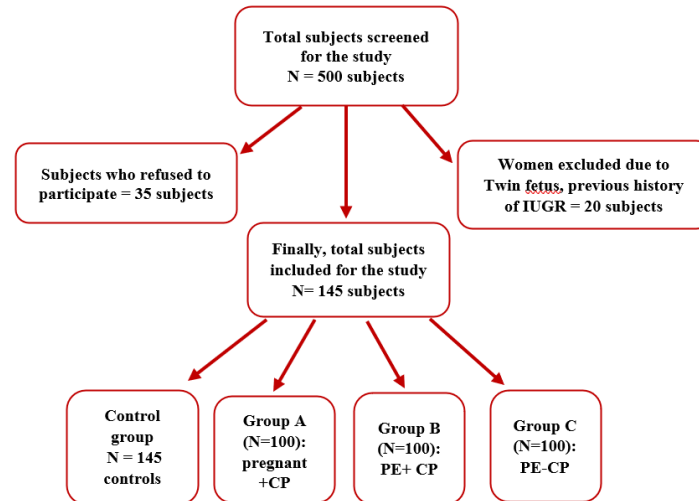 Total subjects screened
for the study
N = 500 subjects
Subjects who refused to
participate = 35 subjects
Women excluded due to
Twin fetus, previous history
of IUGR = 20 subjects
Finally, total subjects
included for the study
N= 145 subjects
Control
group
N = 145
controls
Group A
(N=100):
pregnant
+CP
Group B
(N=100):
PE+ CP
Group C
(N=100):
PE-CP